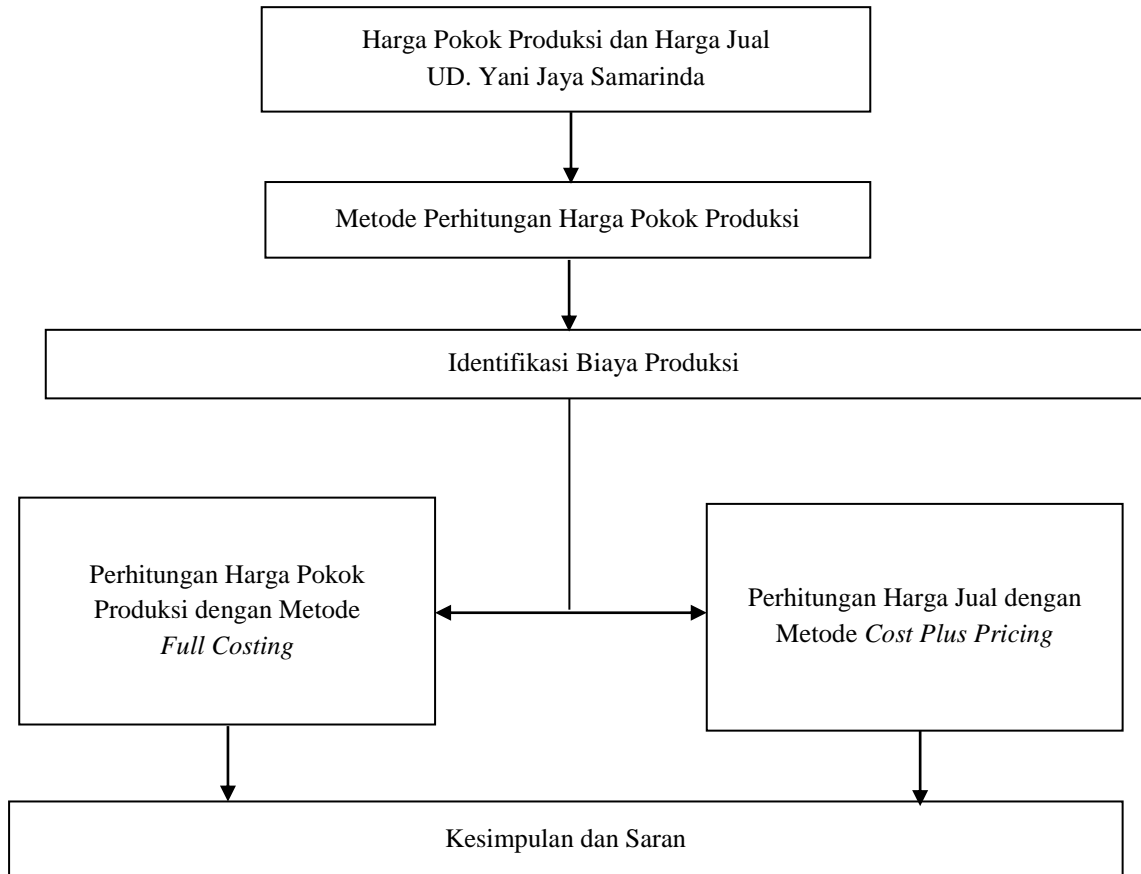 Harga Pokok Produksi dan Harga Jual
UD. Yani Jaya Samarinda
Metode Perhitungan Harga Pokok Produksi
Identifikasi Biaya Produksi
Perhitungan Harga Pokok
Produksi dengan Metode
Full Costing
Perhitungan Harga Jual dengan
Metode Cost Plus Pricing
Kesimpulan dan Saran